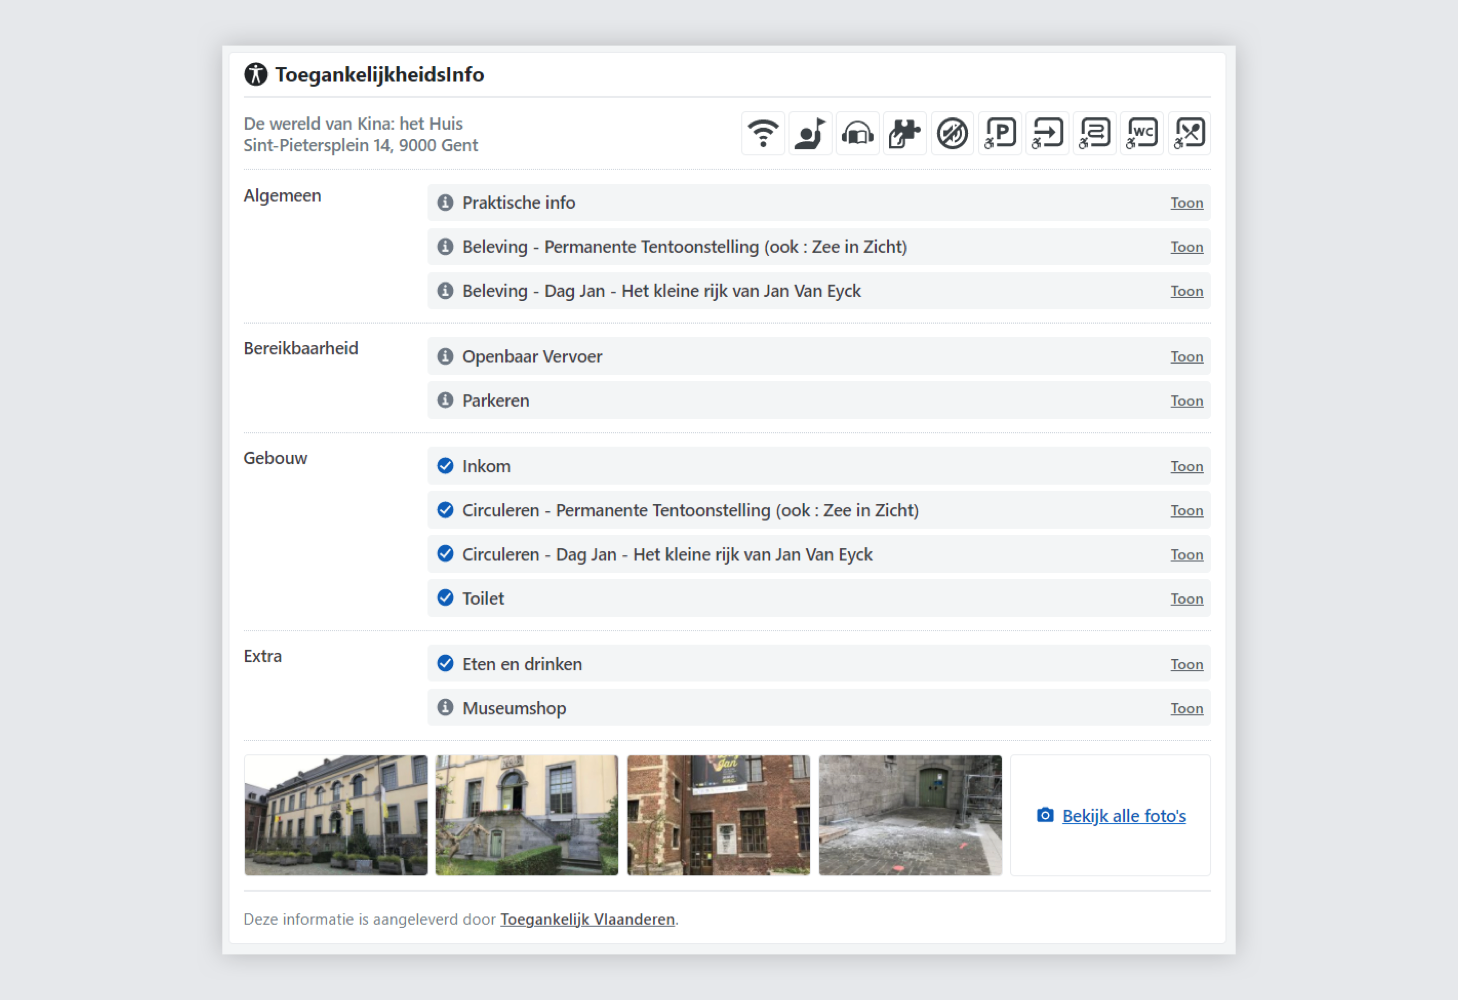 ToegankelijkheidsInfo
De wereld van Kina: het Huis
Sint-Pietersplein 14, 9000 Gent
P
WC
Algemeen
Praktische info
Toon
Beleving - Permanente Tentoonstelling (ook : Zee in Zicht)
Toon
Beleving - Dag Jan - Het kleine rijk van Jan Van Eyck
Toon
Bereikbaarheid
Openbaar Vervoer
Toon
Parkeren
Toon
Gebouw
Inkom
Toon
Circuleren - Permanente Tentoonstelling (ook : Zee in Zicht)
Toon
Circuleren - Dag Jan - Het kleine rijk van Jan Van Eyck
Toon
Toilet
Toon
Extra
Eten en drinken
Toon
Museumshop
Toon
Jan
Bekijk alle foto's
Deze informatie is aangeleverd door Toegankelijk Vlaanderen.